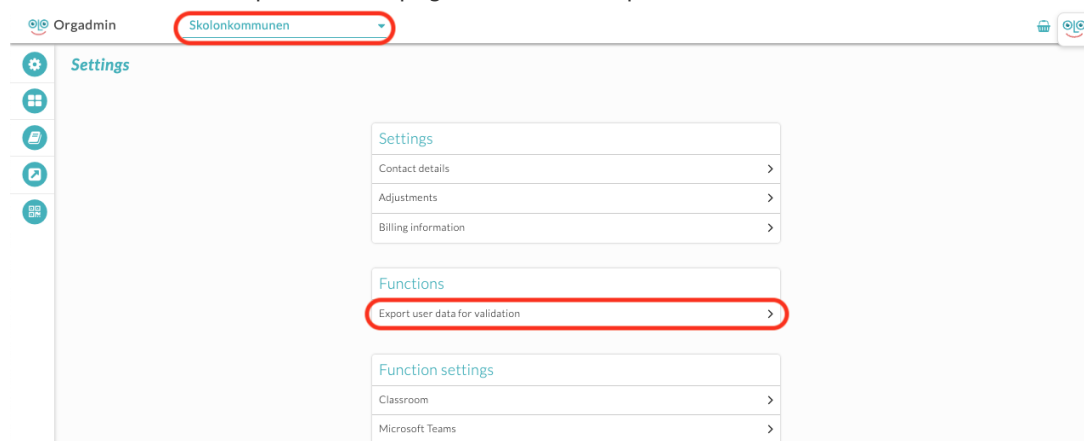 Orgadmin
Skolonkommunen
Settings
Settings
Contact details
Adjustments
Billing information
Functions
Export user data for validation
Function settings
Classroom
Microsoft Teams